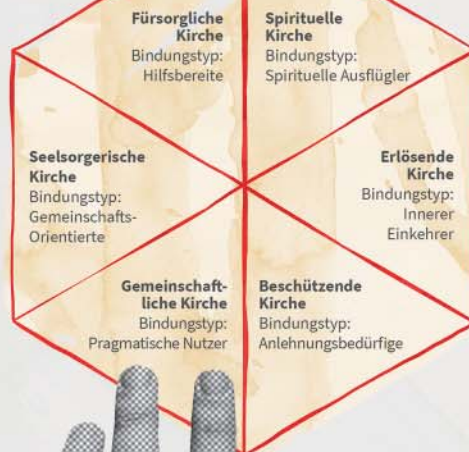 Fürsorgliche
Kirche
Bindungstyp:
Hilfsbereite
Spirituelle
Kirche
Bindungstyp:
Spirituelle Ausflügler
Seelsorgerische
Kirche
Bindungstyp:
Gemeinschafts-
Orientierte
Erlösende
Kirche
Bindungstyp:
Innerer
Einkehrer
Gemeinschaft-
liche Kirche
Bindungstyp:
Pragmatische Nutzer
Beschützende
Kirche
Bindungstyp:
Anlehnungsbedürfige